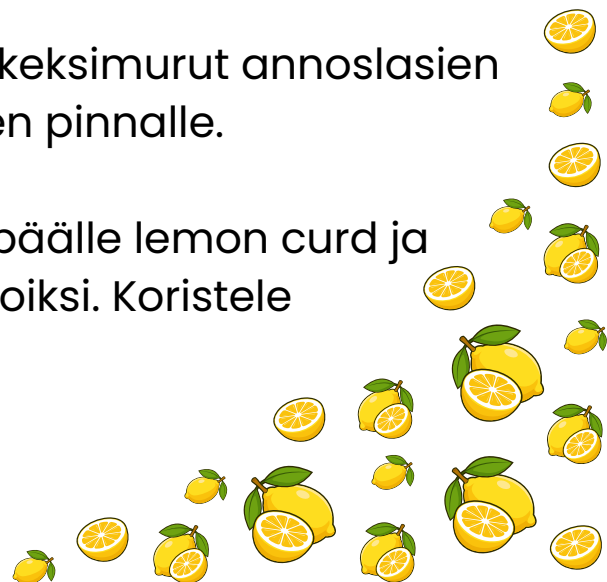 keksimurut annoslasien
en pinnalle.
päälle lemon curd ja
oiksi. Koristele